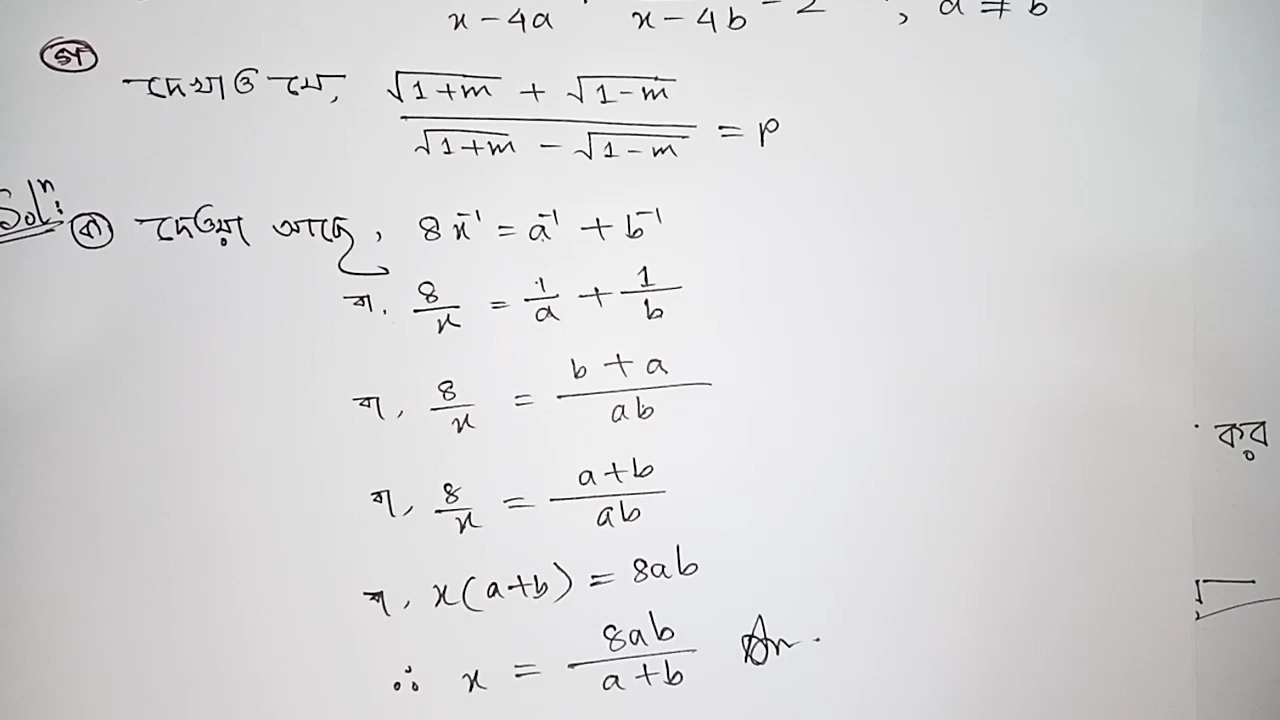 x-4a x-4b = 2, a ≠ b
গ
দেখাও যে, √(1+m) + √(1-m) / √(1+m) - √(1-m) = p
Solⁿ: ক দেওয়া আছে, 8x⁻¹ = a⁻¹ + b⁻¹
বা, 8/x = 1/a + 1/b
বা, 8/x = b+a/ab
বা, 8/x = a+b/ab
কর
বা, x(a+b) = 8ab
∴ x = 8ab/a+b Ans.